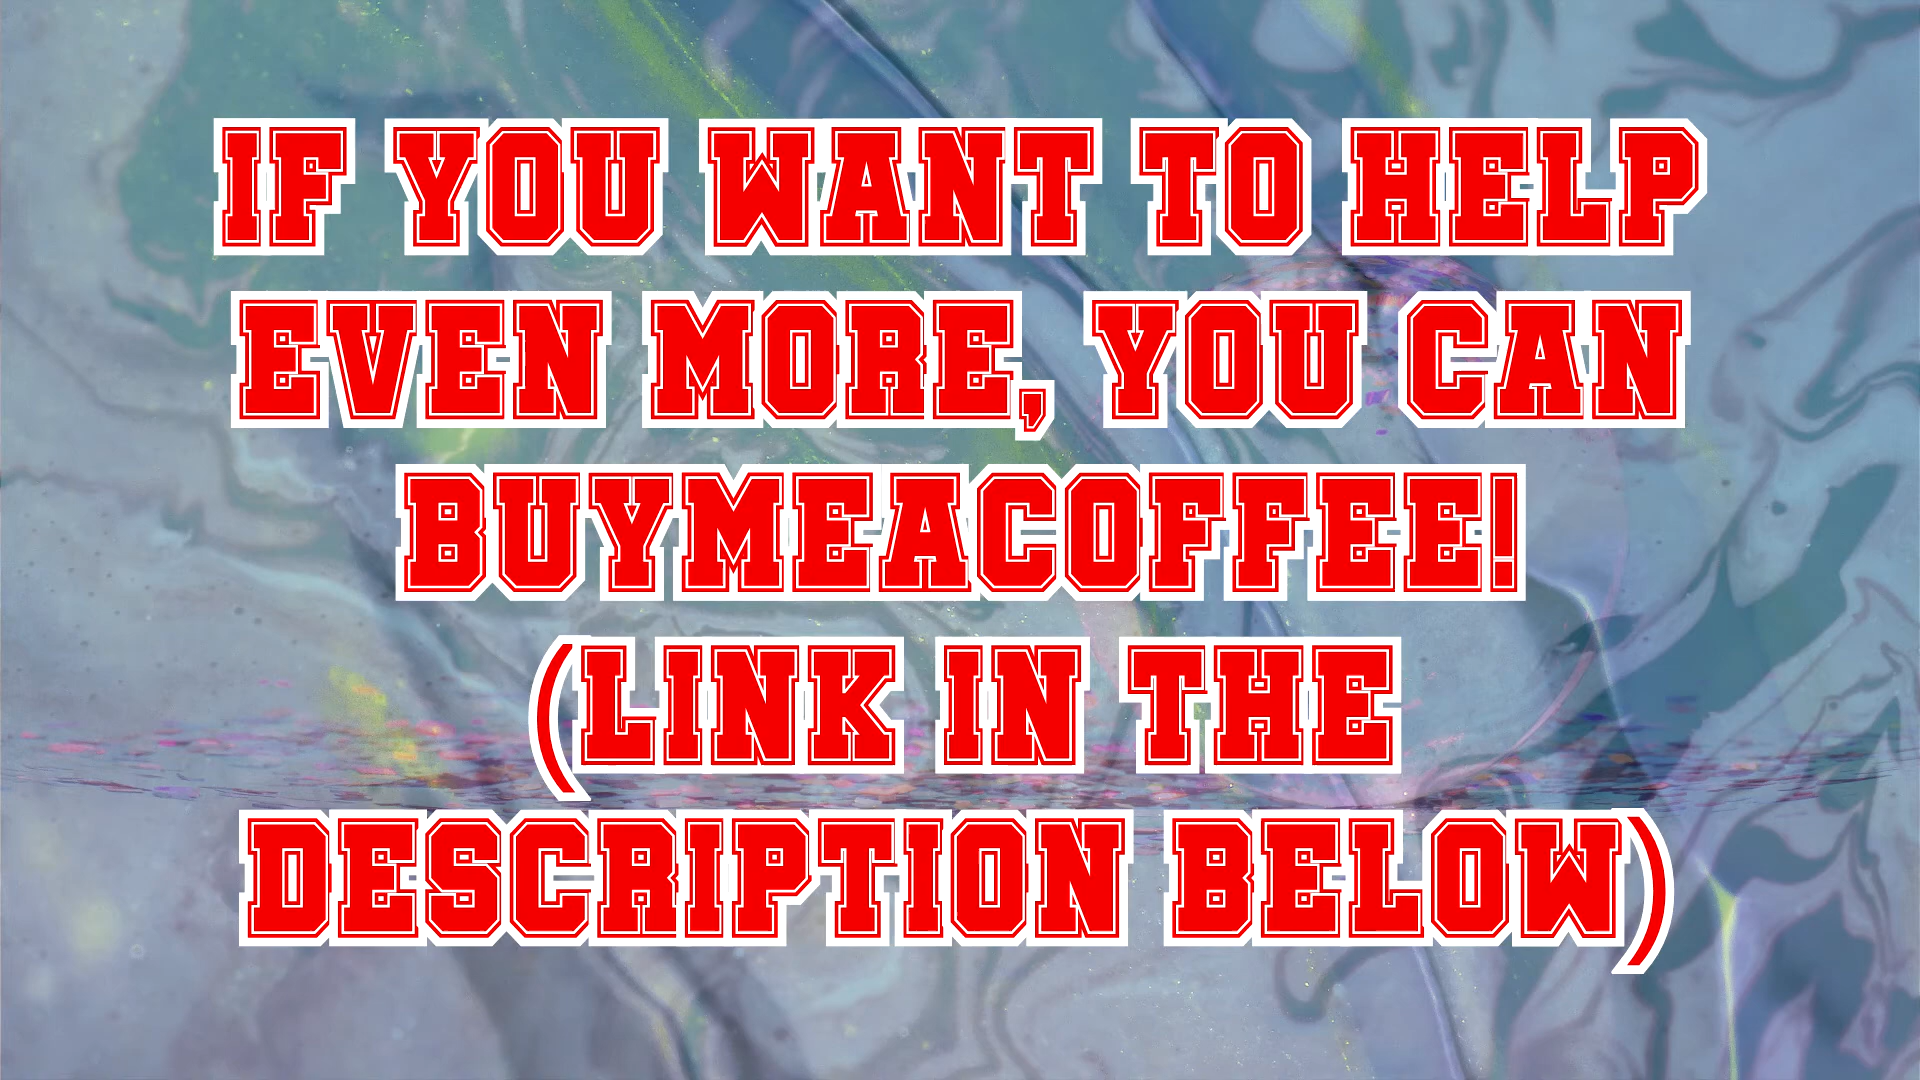 IF YOU WANT TO HELP
EVEN MORE, YOU CAN
BUYMEACOFFEE!
(LINK IN THE
DESCRIPTION BELOW)